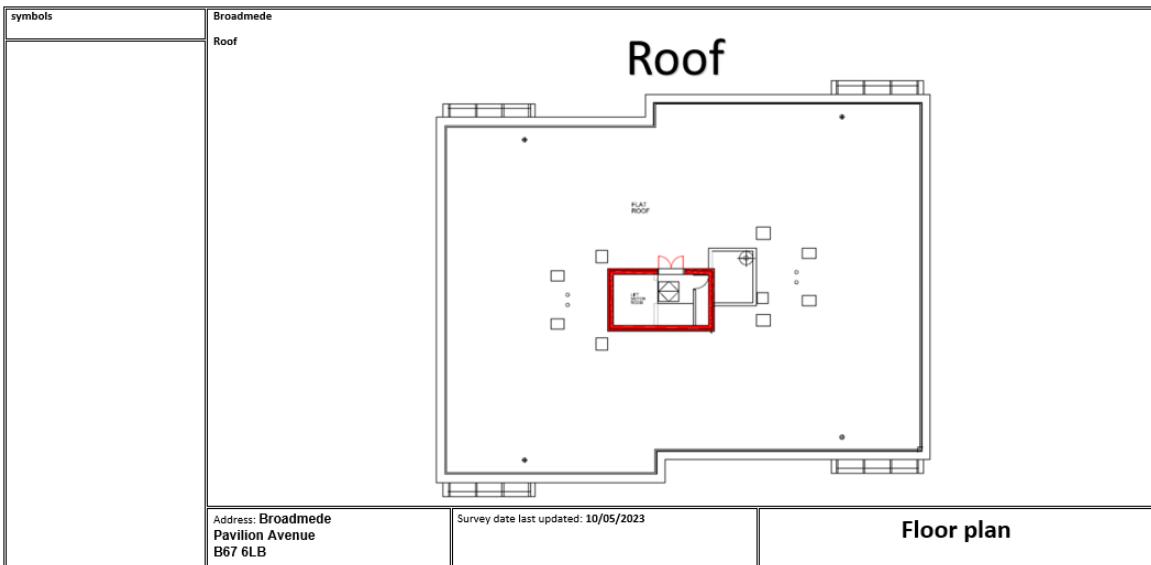 symbols
Broadmede
Roof
Roof
FLAT
ROOF
LIFT
MOTOR
ROOM
Address: Broadmede
Pavilion Avenue
B67 6LB
Survey date last updated: 10/05/2023
Floor plan